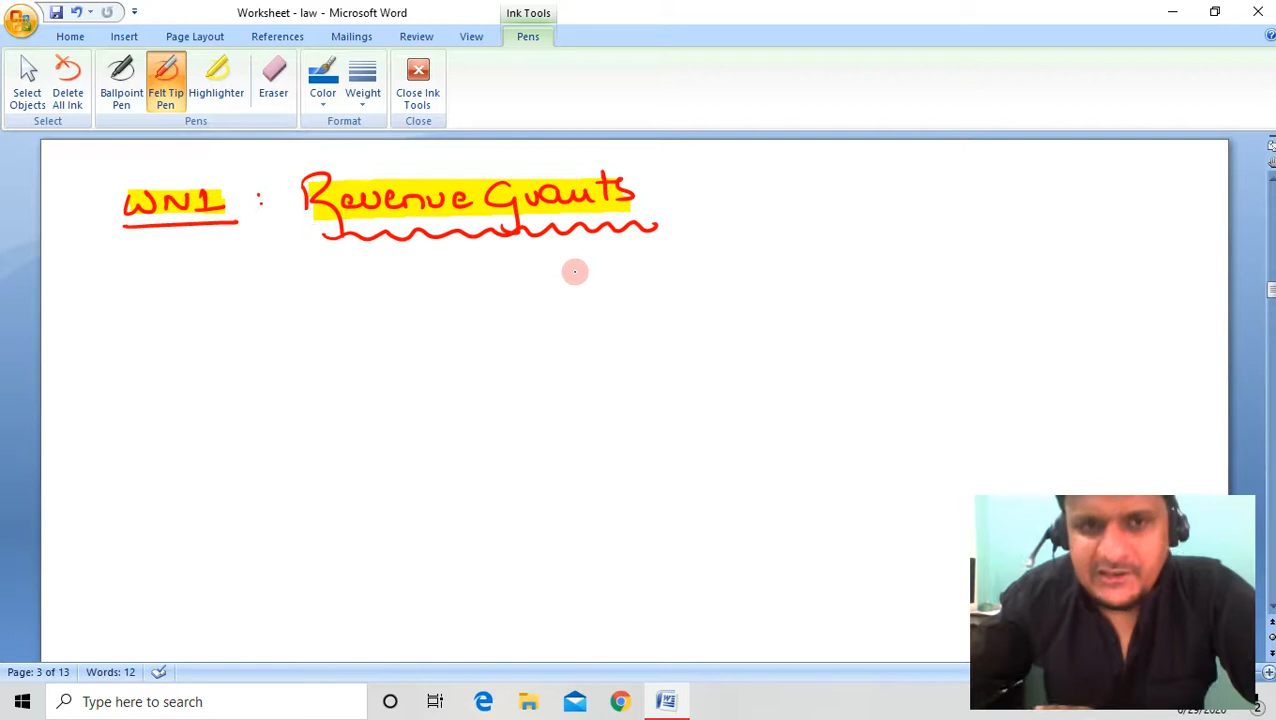 Worksheet - law - Microsoft Word
Ink Tools
Home Insert Page Layout References Mailings Review View Pens
Select Objects
Delete All Ink
Ballpoint Pen
Felt Tip Pen
Highlighter
Eraser
Color
Weight
Close Ink Tools
Select
Pens
Format
Close
WN1 : Revenue Grants
Page: 3 of 13 Words: 12
Type here to search
2